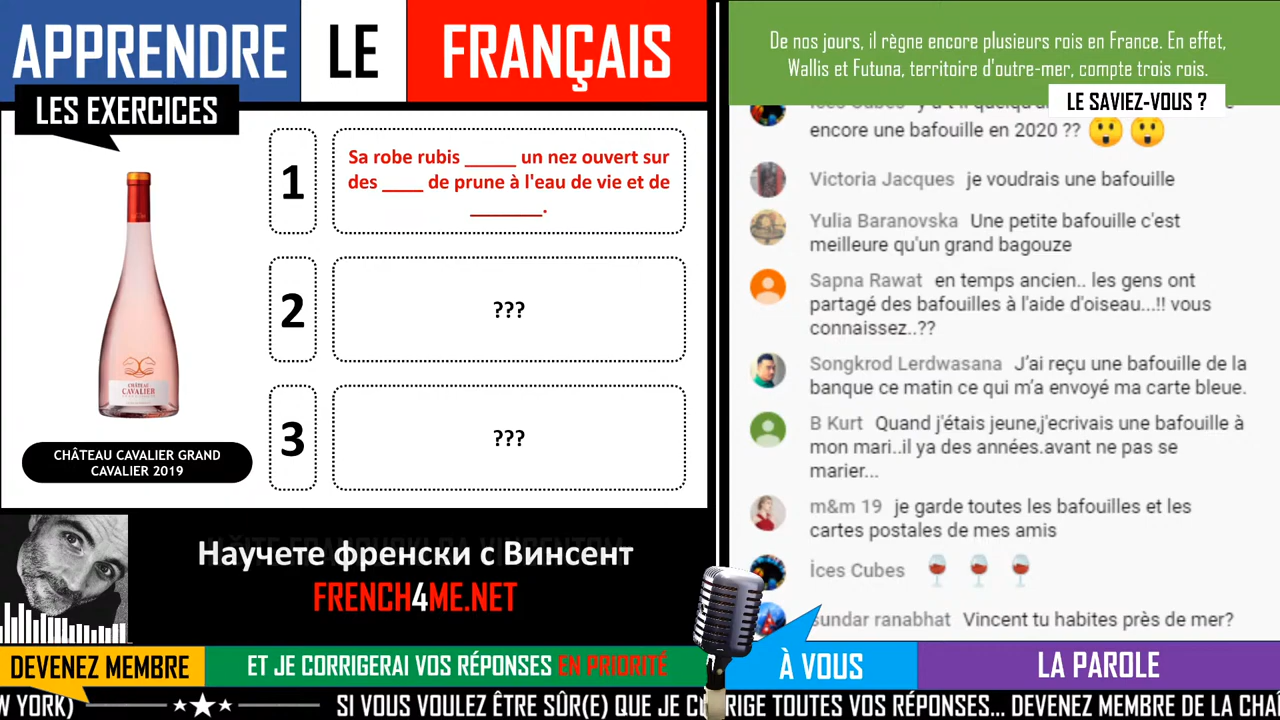 APPRENDRE LE FRANÇAIS
LES EXERCICES
CHÂTEAU
CAVALIER
CHÂTEAU CAVALIER GRAND
CAVALIER 2019
1
Sa robe rubis _____ un nez ouvert sur
des ____ de prune à l'eau de vie et de
_______.
2
???
3
???
Научете френски с Винсент
FRENCH4ME.NET
DEVENEZ MEMBRE
ET JE CORRIGERAI VOS RÉPONSES EN PRIORITÉ
De nos jours, il règne encore plusieurs rois en France. En effet,
Wallis et Futuna, territoire d'outre-mer, compte trois rois.
LE SAVIEZ-VOUS ?
encore une bafouille en 2020 ??
Victoria Jacques je voudrais une bafouille
Yulia Baranovska Une petite bafouille c'est
meilleure qu'un grand bagouze
Sapna Rawat en temps ancien.. les gens ont
partagé des bafouilles à l'aide d'oiseau...!! vous
connaissez..??
Songkrod Lerdwasana J'ai reçu une bafouille de la
banque ce matin ce qui m'a envoyé ma carte bleue.
B Kurt Quand j'étais jeune,j'ecrivais une bafouille à
mon mari..il ya des années.avant ne pas se
marier...
m&m 19 je garde toutes les bafouilles et les
cartes postales de mes amis
İces Cubes
sundar ranabhat Vincent tu habites près de mer?
À VOUS
LA PAROLE
W YORK) SI VOUS VOULEZ ÊTRE SÛR(E) QUE JE CORRIGE TOUTES VOS RÉPONSES... DEVENEZ MEMBRE DE LA CHA